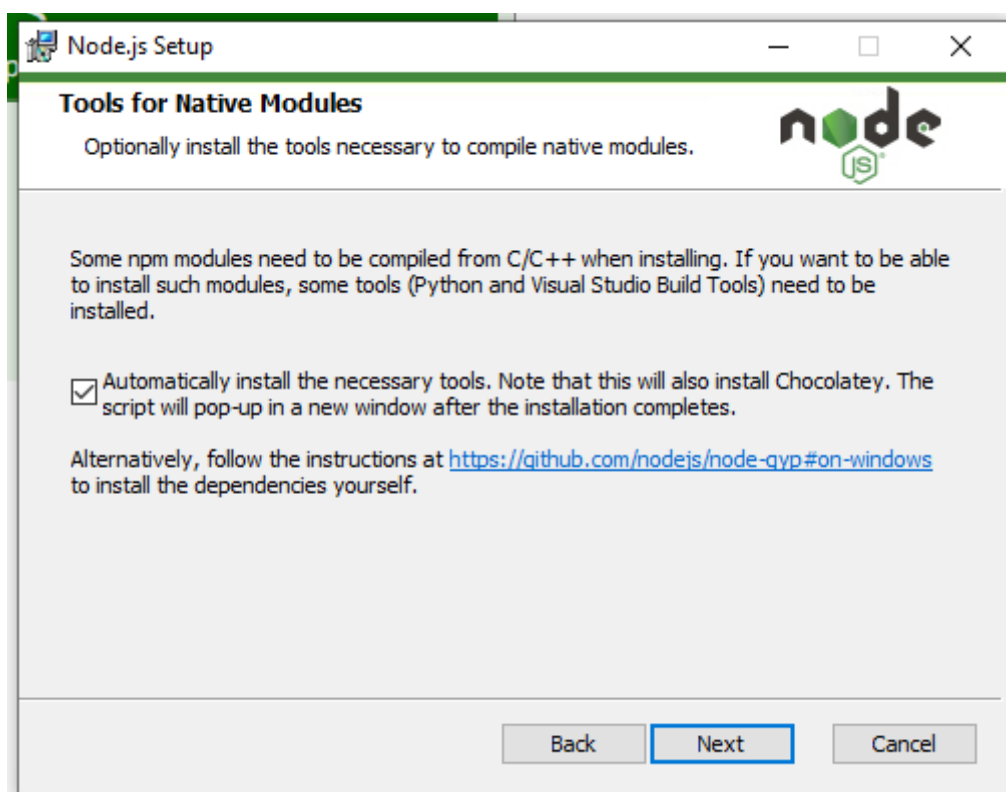 Node.js Setup
Tools for Native Modules
Optionally install the tools necessary to compile native modules.
node
JS
Some npm modules need to be compiled from C/C++ when installing. If you want to be able
to install such modules, some tools (Python and Visual Studio Build Tools) need to be
installed.
Automatically install the necessary tools. Note that this will also install Chocolatey. The
script will pop-up in a new window after the installation completes.
Alternatively, follow the instructions at https://github.com/nodejs/node-gyp#on-windows
to install the dependencies yourself.
Back Next Cancel